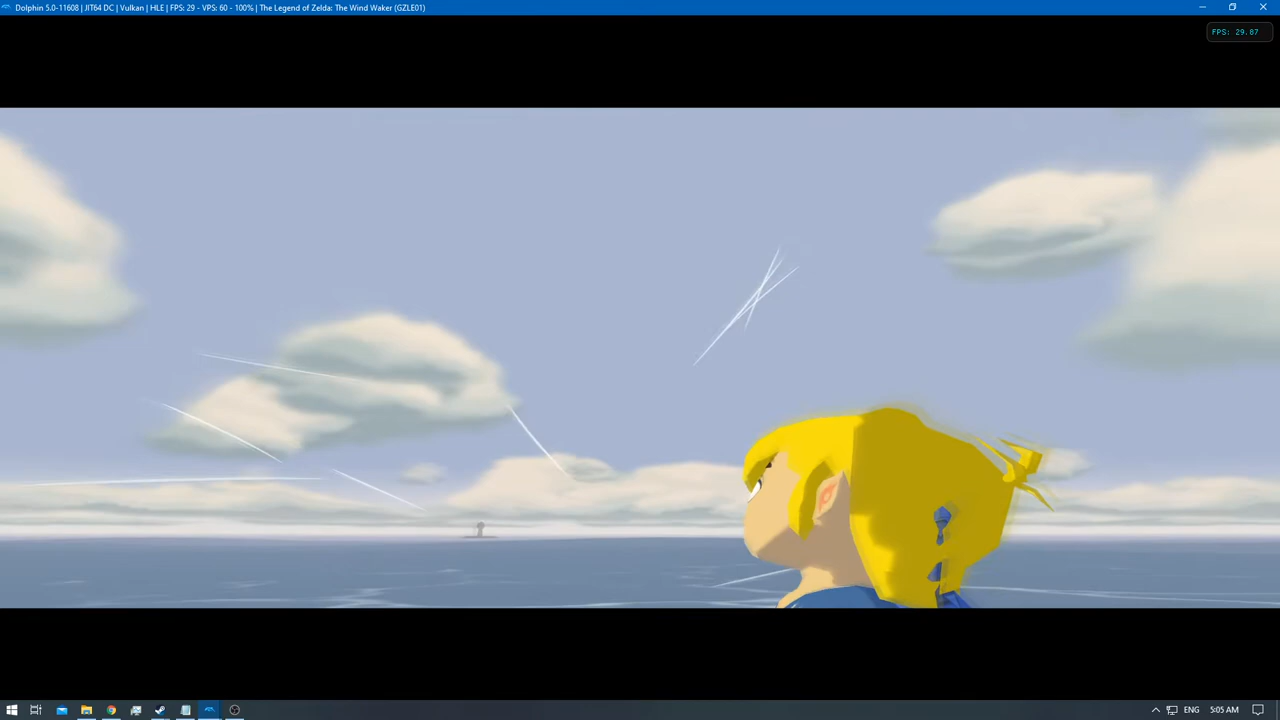 Dolphin 5.0-11608 | JIT64 DC | Vulkan | HLE | FPS: 29 - VPS: 60 - 100% | The Legend of Zelda: The Wind Waker (GZLE01)
FPS: 29.87
ENG
5:05 AM